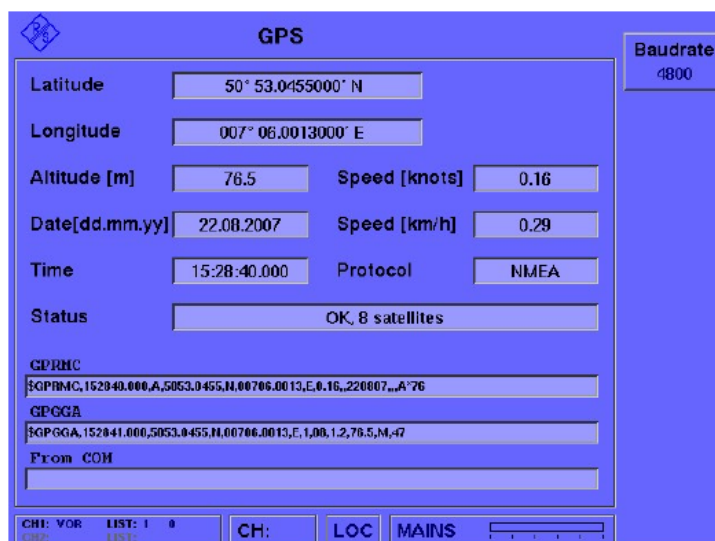 GPS
Baudrate
4800
Latitude 50° 53.0455000' N
Longitude 007° 06.0013000' E
Altitude [m] 76.5 Speed [knots] 0.16
Date[dd.mm.yy] 22.08.2007 Speed [km/h] 0.29
Time 15:28:40.000 Protocol NMEA
Status OK, 8 satellites
GPRMC
$GPRMC,152840.000,A,5053.0455,N,00706.0013,E,0.16,,220807,,,A*76
GPGGA
$GPGGA,152841.000,5053.0455,N,00706.0013,E,1,08,1.2,76.5,M,47
From COM
CH1: VOR LIST: 1 0
CH2: LIST:
CH: LOC MAINS